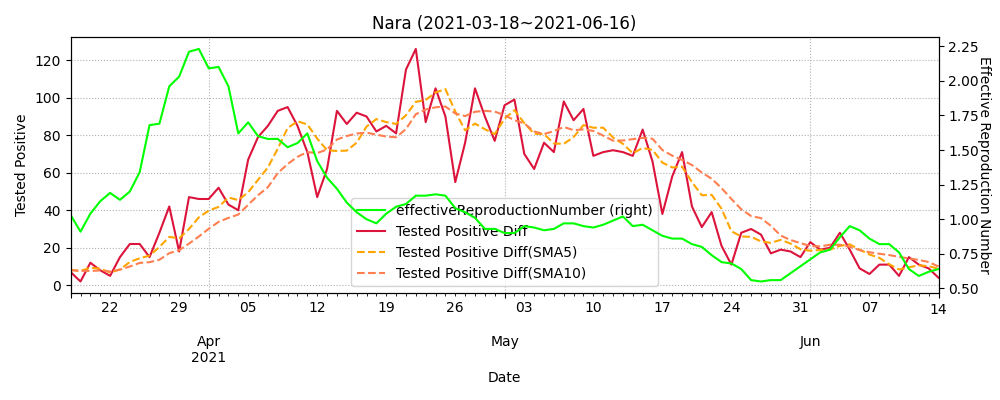 Nara (2021-03-18~2021-06-16)
Tested Positive
120
100
80
60
40
20
0
effectiveReproductionNumber (right)
Tested Positive Diff
Tested Positive Diff(SMA5)
Tested Positive Diff(SMA10)
2.25
2.00
1.75
1.50
1.25
1.00
0.75
0.50
Effective Reproduction Number
22 29 05 12 19 26 03 10 17 24 31 07 14
Apr May Jun
2021
Date